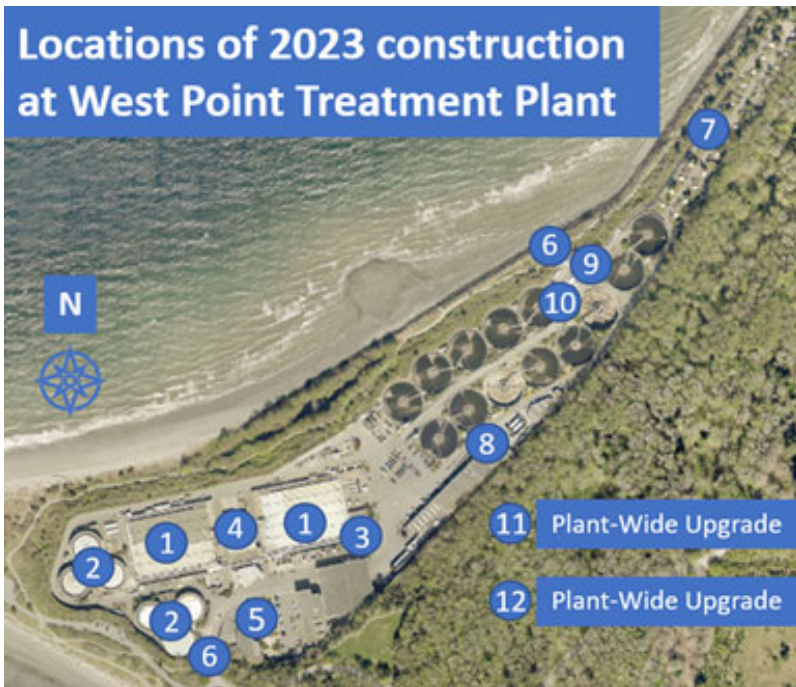 Locations of 2023 construction
at West Point Treatment Plant
7
6
9
N
10
8
11 Plant-Wide Upgrade
1
4
1
3
2
12 Plant-Wide Upgrade
2
5
6